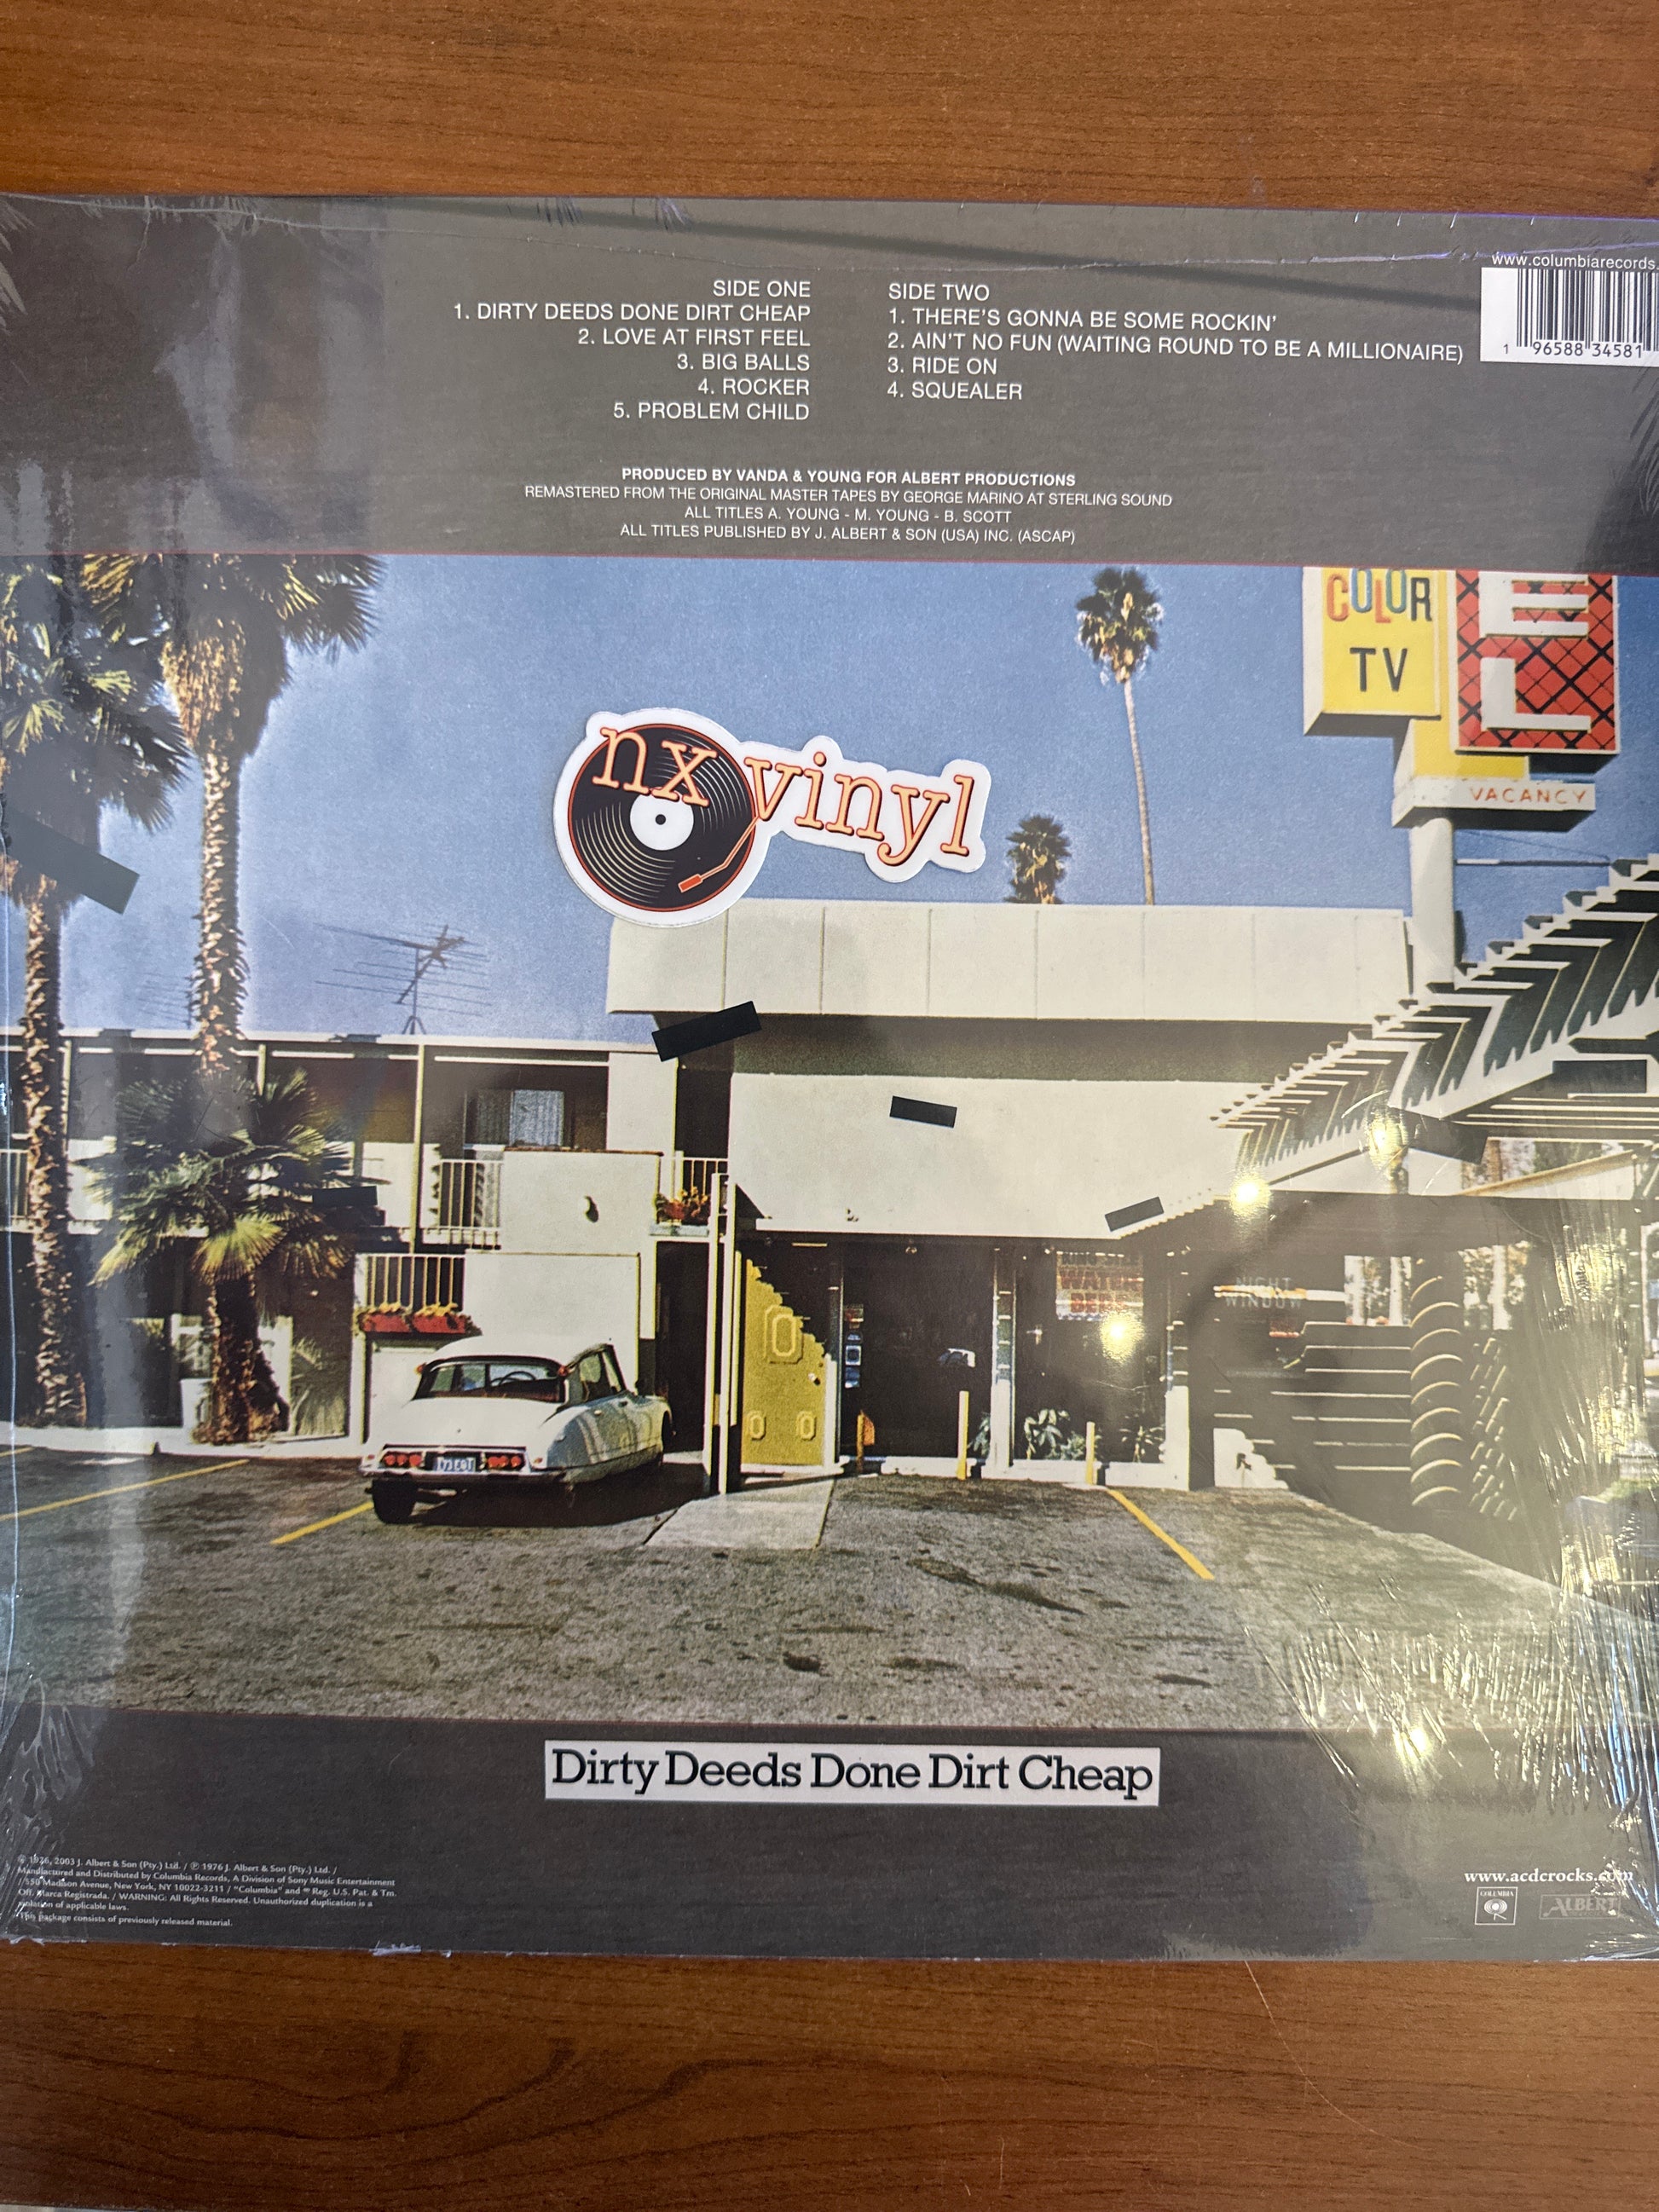 www.columbiarecords.
SIDE ONE
1. DIRTY DEEDS DONE DIRT CHEAP
2. LOVE AT FIRST FEEL
3. BIG BALLS
4. ROCKER
5. PROBLEM CHILD
SIDE TWO
1. THERE'S GONNA BE SOME ROCKIN'
2. AIN'T NO FUN (WAITING ROUND TO BE A MILLIONAIRE)
3. RIDE ON
4. SQUEALER
1 96588 34581
PRODUCED BY VANDA & YOUNG FOR ALBERT PRODUCTIONS
REMASTERED FROM THE ORIGINAL MASTER TAPES BY GEORGE MARINO AT STERLING SOUND
ALL TITLES A. YOUNG - M. YOUNG - B. SCOTT
ALL TITLES PUBLISHED BY J. ALBERT & SON (USA) INC. (ASCAP)
COLOR
TV
E
L
VACANCY
nx vinyl
WATER
BEDS
NIGHT
WINDOW
Dirty Deeds Done Dirt Cheap
© 1976, 2003 J. Albert & Son (Pty.) Ltd. / ℗ 1976 J. Albert & Son (Pty.) Ltd. /
Manufactured and Distributed by Columbia Records, A Division of Sony Music Entertainment
/ 550 Madison Avenue, New York, NY 10022-3211 / "Columbia" and Reg. U.S. Pat. & Tm.
Off. Marca Registrada. / WARNING: All Rights Reserved. Unauthorized duplication is a
violation of applicable laws.
This package consists of previously released material.
www.acdcrocks.com
COLUMBIA
ALBERT